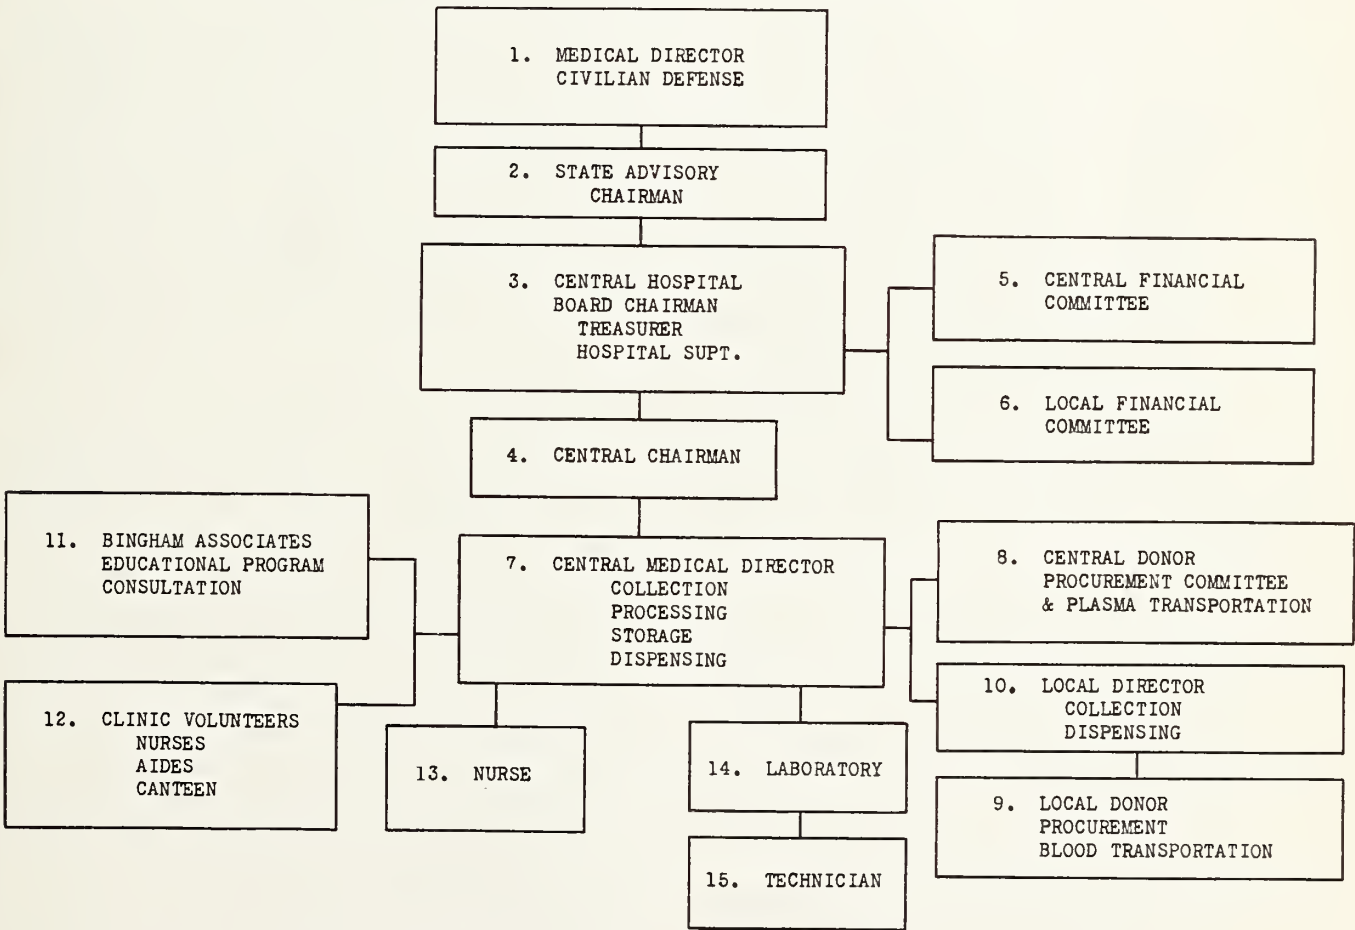 1. MEDICAL DIRECTOR
CIVILIAN DEFENSE
2. STATE ADVISORY
CHAIRMAN
3. CENTRAL HOSPITAL
BOARD CHAIRMAN
TREASURER
HOSPITAL SUPT.
5. CENTRAL FINANCIAL
COMMITTEE
6. LOCAL FINANCIAL
COMMITTEE
4. CENTRAL CHAIRMAN
11. BINGHAM ASSOCIATES
EDUCATIONAL PROGRAM
CONSULTATION
7. CENTRAL MEDICAL DIRECTOR
COLLECTION
PROCESSING
STORAGE
DISPENSING
8. CENTRAL DONOR
PROCUREMENT COMMITTEE
& PLASMA TRANSPORTATION
10. LOCAL DIRECTOR
COLLECTION
DISPENSING
12. CLINIC VOLUNTEERS
NURSES
AIDES
CANTEEN
13. NURSE
14. LABORATORY
9. LOCAL DONOR
PROCUREMENT
BLOOD TRANSPORTATION
15. TECHNICIAN